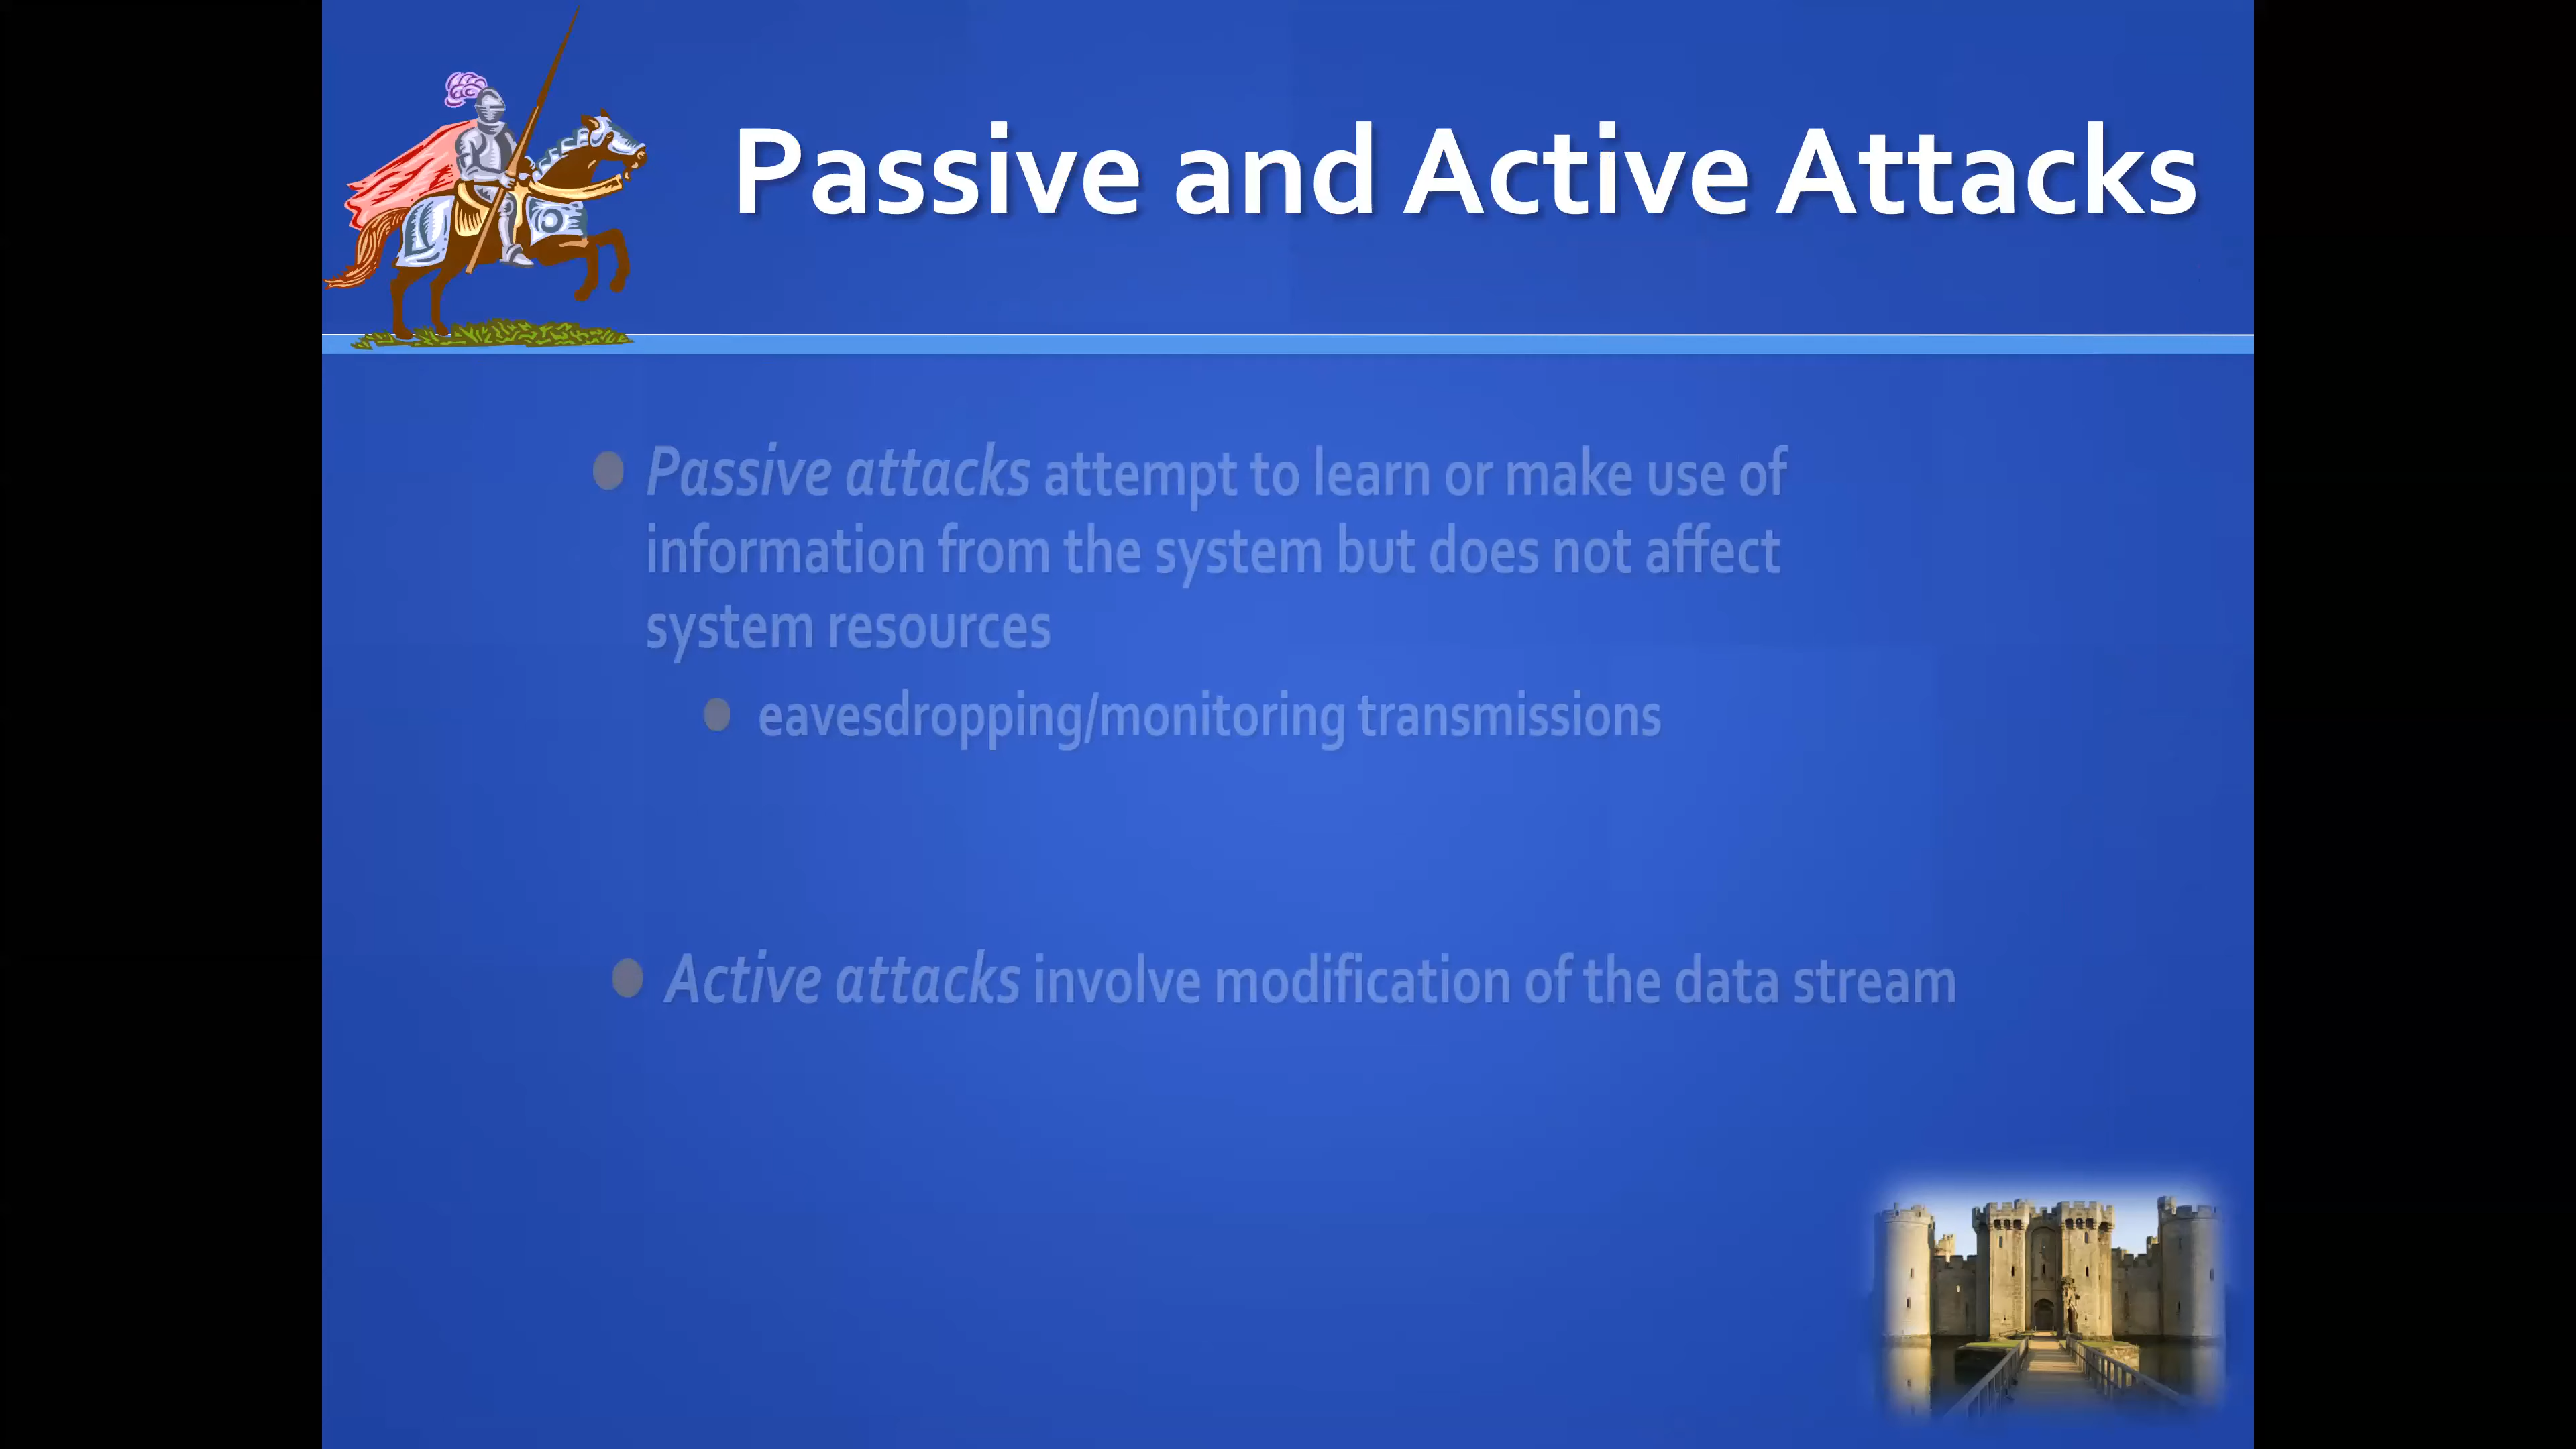 Passive and Active Attacks
Passive attacks attempt to learn or make use of
information from the system but does not affect
system resources
eavesdropping/monitoring transmissions
Active attacks involve modification of the data stream